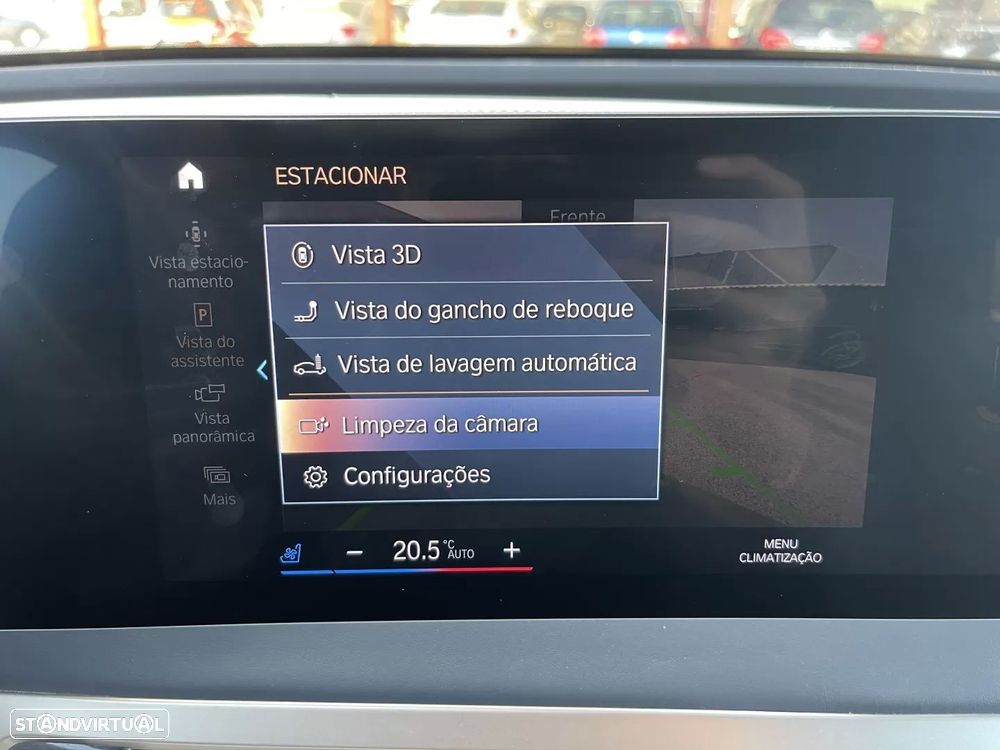 ESTACIONAR
Frente
Vista estacio-
namento
P
Vista do
assistente
Vista
panorâmica
Mais
Vista 3D
Vista do gancho de reboque
Vista de lavagem automática
Limpeza da câmara
Configurações
− 20.5 °C AUTO +
MENU
CLIMATIZAÇÃO
STANDVIRTUAL